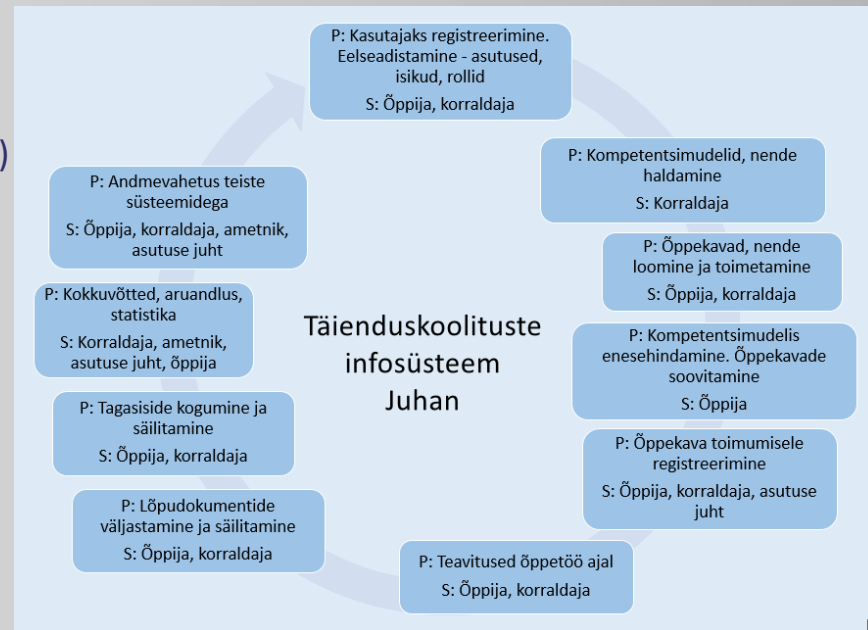 P: Kasutajaks registreerimine.
Eelseadistamine - asutused,
isikud, rollid
S: Õppija, korraldaja
P: Kompetentsimudelid, nende
haldamine
S: Korraldaja
P: Õppekavad, nende
loomine ja toimetamine
S: Õppija, korraldaja
P: Kompetentsimudelis
enesehindamine. Õppekavade
soovitamine
S: Õppija
P: Õppekava toimumisele
registreerimine
S: Õppija, korraldaja, asutuse
juht
P: Teavitused õppetöö ajal
S: Õppija, korraldaja
P: Lõpudokumentide
väljastamine ja säilitamine
S: Õppija, korraldaja
P: Tagasiside kogumine ja
säilitamine
S: Õppija, korraldaja
P: Kokkuvõtted, aruandlus,
statistika
S: Korraldaja, ametnik,
asutuse juht, õppija
P: Andmevahetus teiste
süsteemidega
S: Õppija, korraldaja, ametnik,
asutuse juht
Täienduskoolituste
infosüsteem
Juhan
)